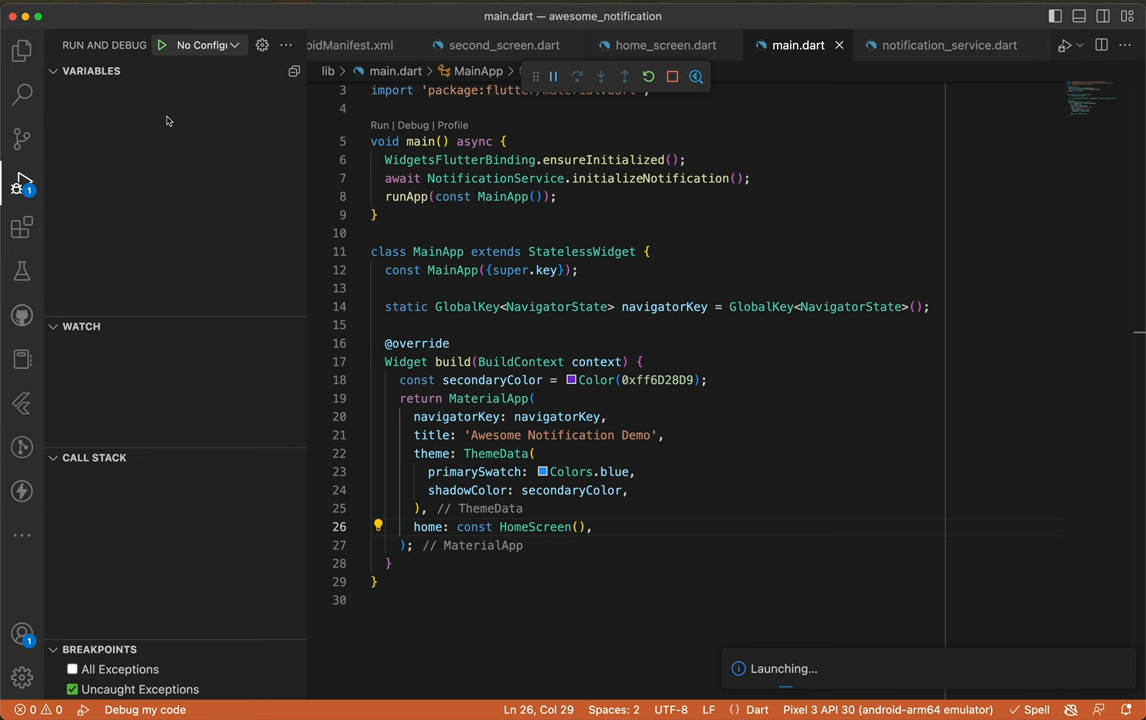 main.dart — awesome_notification
RUN AND DEBUG
No Config
oidManifest.xml
second_screen.dart
home_screen.dart
main.dart
notification_service.dart
VARIABLES
lib > main.dart > MainApp >
3 import 'package:flutter/material.dart';
4
Run | Debug | Profile
5 void main() async {
6 WidgetsFlutterBinding.ensureInitialized();
7 await NotificationService.initializeNotification();
8 runApp(const MainApp());
9 }
10
11 class MainApp extends StatelessWidget {
12 const MainApp({super.key});
13
14 static GlobalKey<NavigatorState> navigatorKey = GlobalKey<NavigatorState>();
15
16 @override
17 Widget build(BuildContext context) {
18 const secondaryColor = Color(0xff6D28D9);
19 return MaterialApp(
20 navigatorKey: navigatorKey,
21 title: 'Awesome Notification Demo',
22 theme: ThemeData(
23 primarySwatch: Colors.blue,
24 shadowColor: secondaryColor,
25 ), // ThemeData
26 home: const HomeScreen(),
27 ); // MaterialApp
28 }
29 }
30
WATCH
CALL STACK
BREAKPOINTS
All Exceptions
Uncaught Exceptions
1
1
Launching...
0 0
Debug my code
Ln 26, Col 29
Spaces: 2
UTF-8
LF
{} Dart
Pixel 3 API 30 (android-arm64 emulator)
Spell